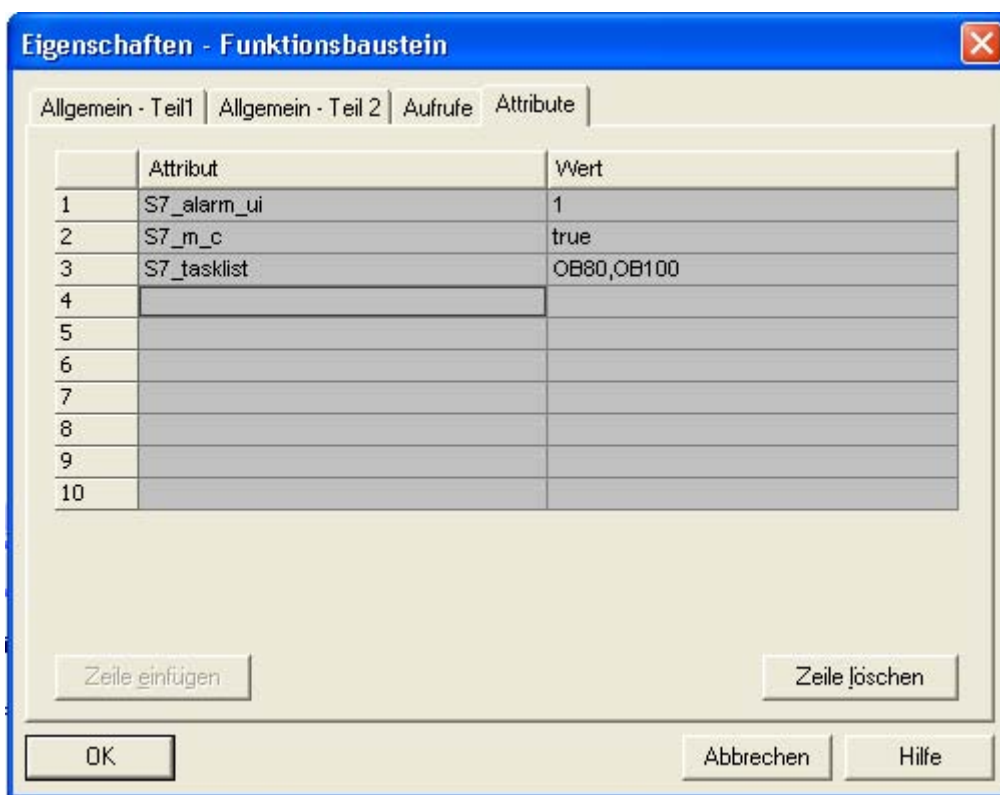 Eigenschaften - Funktionsbaustein
Allgemein - Teil1 Allgemein - Teil 2 Aufrufe Attribute
Attribut Wert
1 S7_alarm_ui 1
2 S7_m_c true
3 S7_tasklist OB80,OB100
4
5
6
7
8
9
10
Zeile einfügen Zeile löschen
OK Abbrechen Hilfe